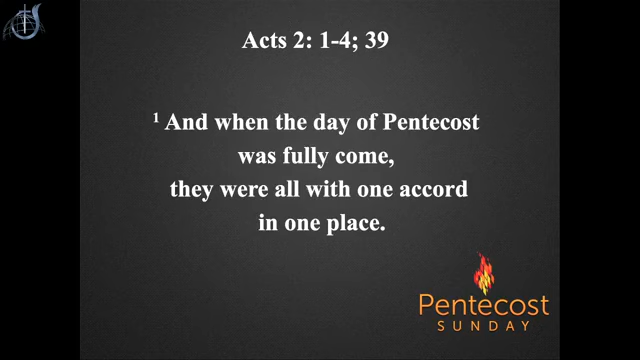 Acts 2: 1-4; 39
1 And when the day of Pentecost
was fully come,
they were all with one accord
in one place.
Pentecost
SUNDAY